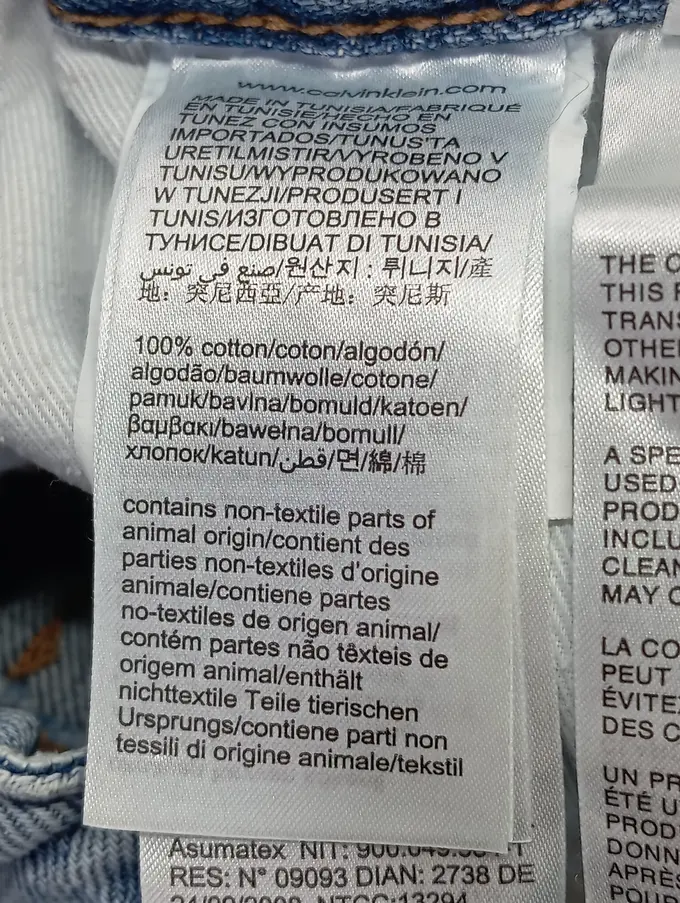 www.calvinklein.com
MADE IN TUNISIA/FABRIQUÉ
EN TUNISIE/HECHO EN
TUNEZ CON INSUMOS
IMPORTADOS/TUNUS'TA
URETILMISTIR/VYROBENO V
TUNISU/WYPRODUKOWANO
W TUNEZJI/PRODUSERT I
TUNIS/ИЗГОТОВЛЕНО В
ТУНИСЕ/DIBUAT DI TUNISIA/
صنع في تونس/원산지 : 튀니지/產
地：突尼西亞/产地：突尼斯
100% cotton/coton/algodón/
algodão/baumwolle/cotone/
pamuk/bavlna/bomuld/katoen/
βαμβακι/bawełna/bomull/
хлопок/katun/قطن/면/綿/棉
contains non-textile parts of
animal origin/contient des
parties non-textiles d'origine
animale/contiene partes
no-textiles de origen animal/
contém partes não têxteis de
origem animal/enthält
nichttextile Teile tierischen
Ursprungs/contiene parti non
tessili di origine animale/tekstil
Asumatex NIT:
RES: N° 09093 DIAN: 2738 DE
THE
THIS
OTHE
LIGHT
A SPE
USED
PROD
INCLU
CLEAN
MAY
LA CO
PEUT
ÉVITE
DES C
UN PR
ÉTÉ U
PROD
DONN
APRÈS
POUR